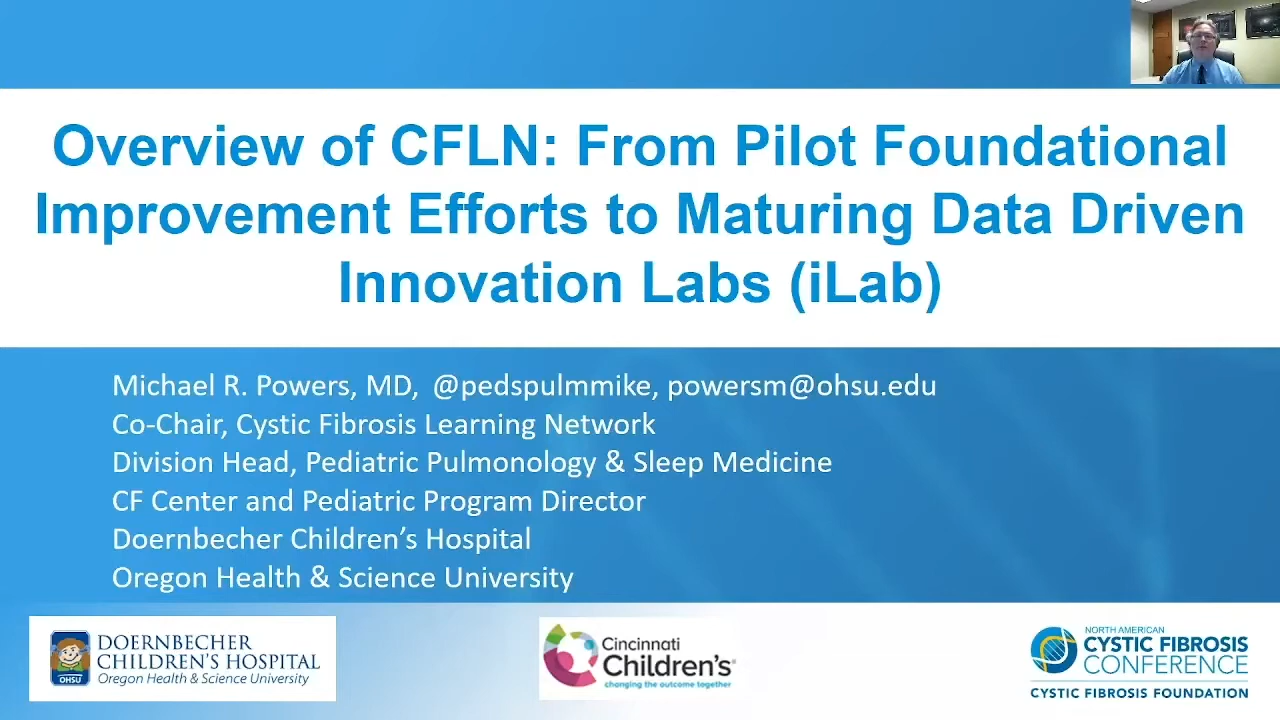 Overview of CFLN: From Pilot Foundational
Improvement Efforts to Maturing Data Driven
Innovation Labs (iLab)
Michael R. Powers, MD,  @pedspulmmike, powersm@ohsu.edu
Co-Chair, Cystic Fibrosis Learning Network
Division Head, Pediatric Pulmonology & Sleep Medicine
CF Center and Pediatric Program Director
Doernbecher Children’s Hospital
Oregon Health & Science University
OHSU
DOERNBECHER
CHILDREN'S HOSPITAL
Oregon Health & Science University
Cincinnati
Children's®
changing the outcome together
NORTH AMERICAN
CYSTIC FIBROSIS
CONFERENCE
CYSTIC FIBROSIS FOUNDATION